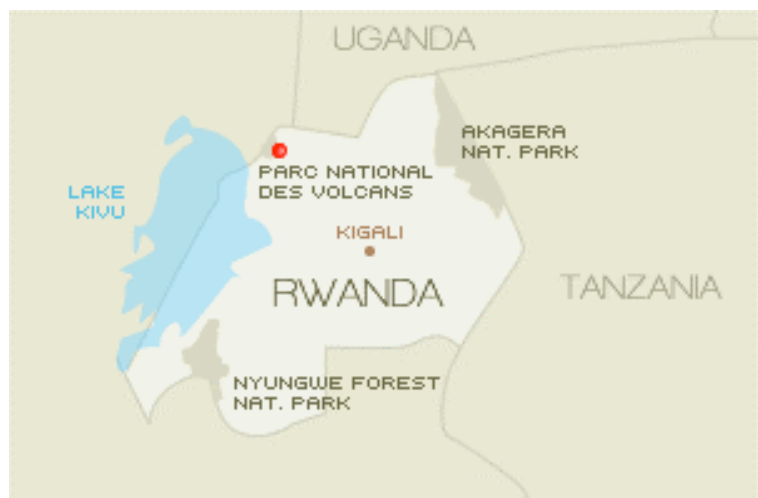 UGANDA
AKAGERA
NAT. PARK
PARC NATIONAL
DES VOLCANS
LAKE
KIVU
KIGALI
RWANDA
TANZANIA
NYUNGWE FOREST
NAT. PARK